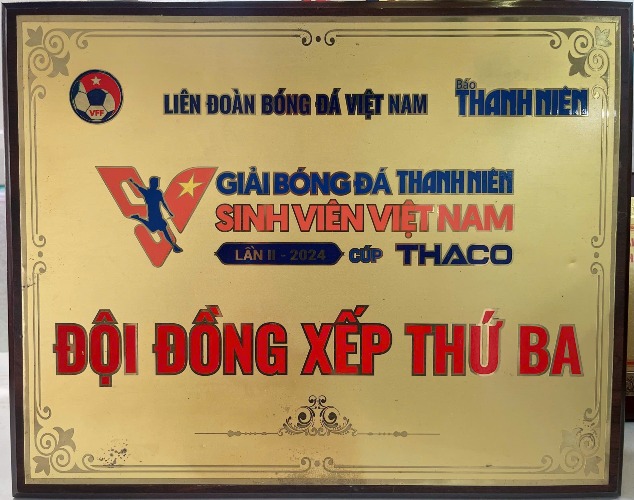 VFF
LIÊN ĐOÀN BÓNG ĐÁ VIỆT NAM
Báo
THANH NIÊN
GIẢI BÓNG ĐÁ THANH NIÊN
SINH VIÊN VIỆT NAM
LẦN II - 2024 CÚP THACO
ĐỘI ĐỒNG XẾP THỨ BA